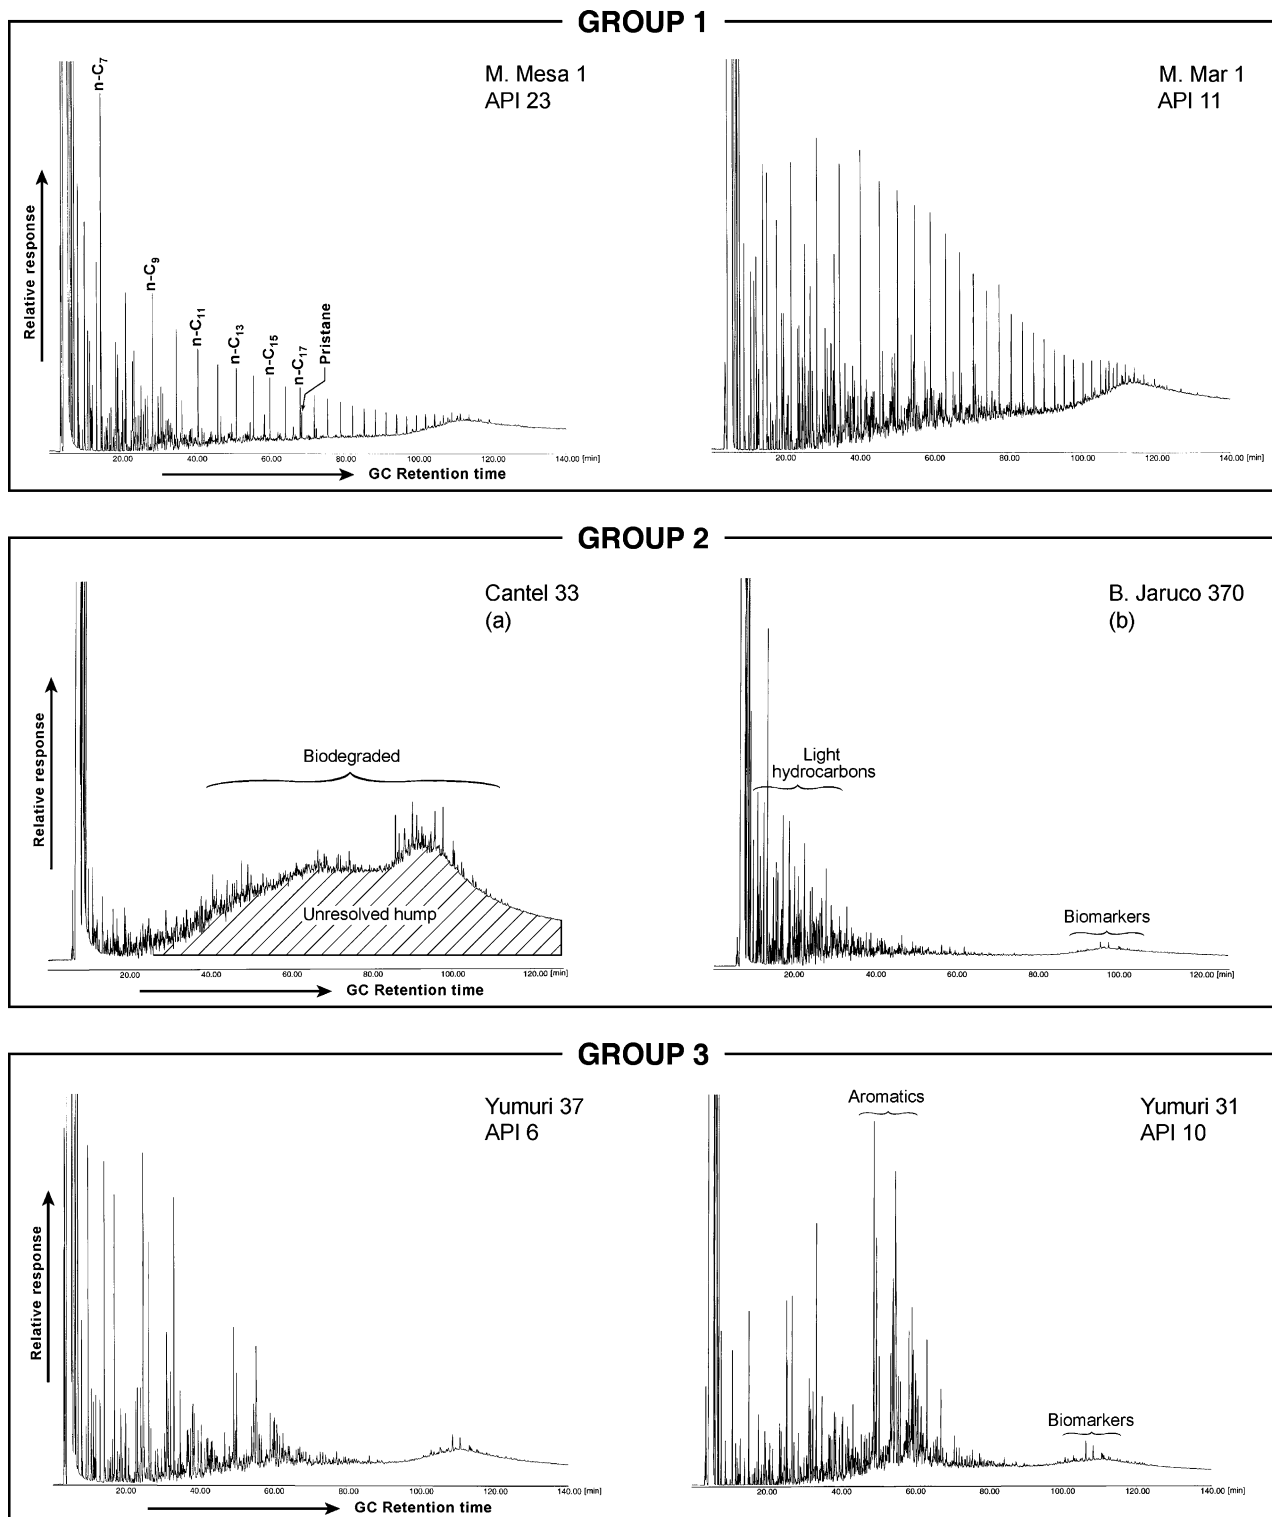 GROUP 1
M. Mesa 1
API 23
n-C7
n-C9
n-C11
n-C13
n-C15
n-C17
Pristane
Relative response
20.00 40.00 60.00 80.00 100.00 120.00 140.00 [min]
GC Retention time
M. Mar 1
API 11
20.00 40.00 60.00 80.00 100.00 120.00 140.00 [min]
GROUP 2
Cantel 33
(a)
Relative response
Biodegraded
Unresolved hump
20.00 40.00 60.00 80.00 100.00 120.00 [min]
GC Retention time
B. Jaruco 370
(b)
Light
hydrocarbons
Biomarkers
20.00 40.00 60.00 80.00 100.00 120.00 [min]
GROUP 3
Yumuri 37
API 6
Relative response
20.00 40.00 60.00 80.00 100.00 120.00 140.00 [min]
GC Retention time
Aromatics
Yumuri 31
API 10
Biomarkers
20.00 40.00 60.00 80.00 100.00 120.00 140.00 [min]